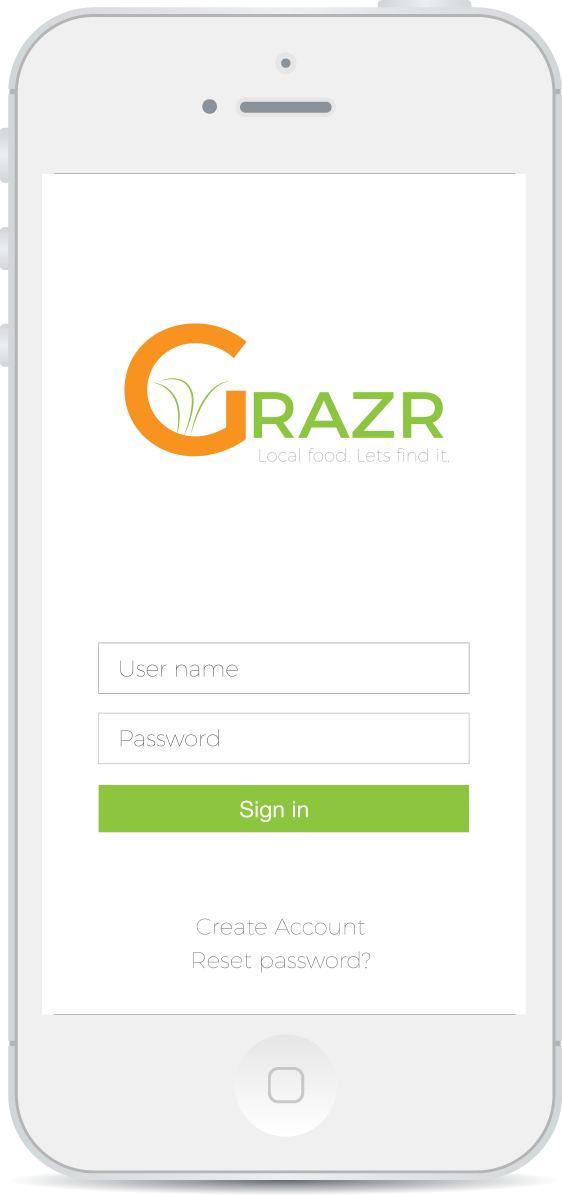 GRAZR
Local food. Lets find it.
User name
Password
Sign in
Create Account
Reset password?